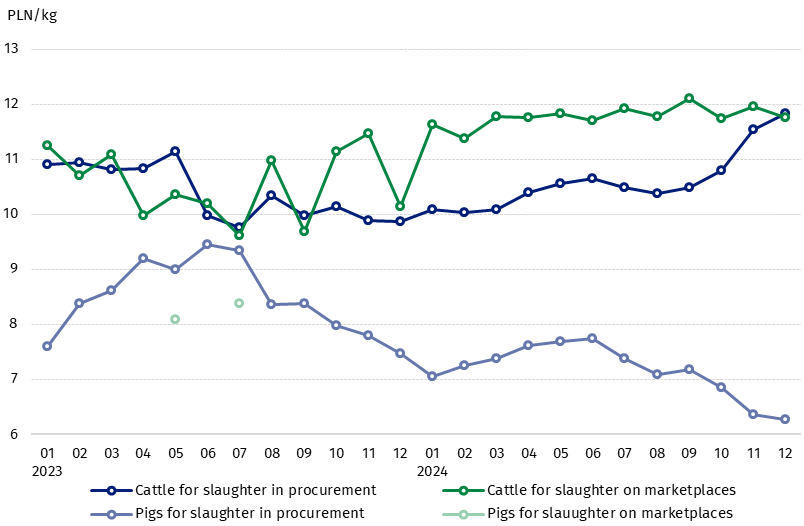 PLN/kg
13
12
11
10
9
8
7
6
01 02 03 04 05 06 07 08 09 10 11 12 01 02 03 04 05 06 07 08 09 10 11 12
2023 2024
Cattle for slaughter in procurement Cattle for slaughter on marketplaces
Pigs for slaughter in procurement Pigs for slauughter on marketplaces